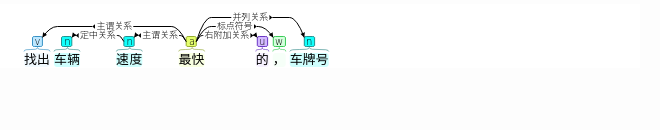 并列关系
主谓关系 标点符号
定中关系 主谓关系 右附加关系
v n n a u w n
找出 车辆 速度 最快 的 , 车牌号